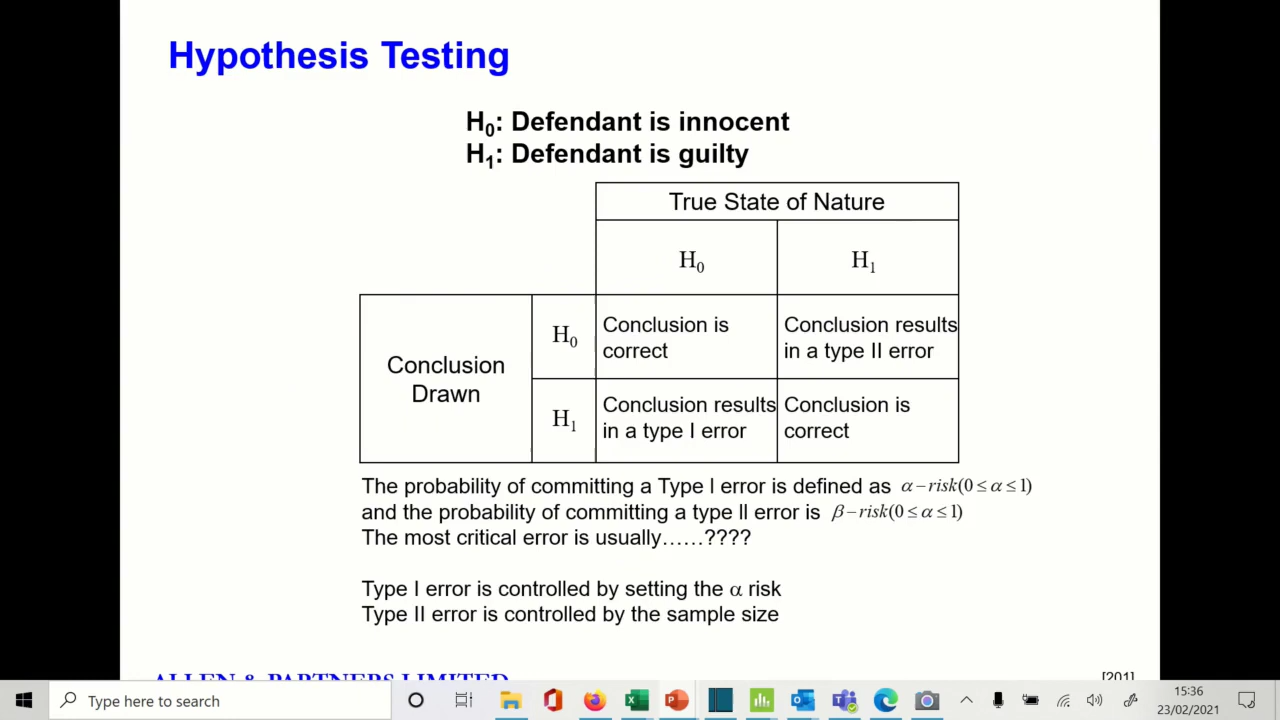 Hypothesis Testing
H0: Defendant is innocent
H1: Defendant is guilty
True State of Nature
H0 H1
Conclusion Drawn
H0
Conclusion is correct
Conclusion results in a type II error
H1
Conclusion results in a type I error
Conclusion is correct
The probability of committing a Type I error is defined as α – risk(0 ≤ α ≤ 1)
and the probability of committing a type II error is β – risk(0 ≤ α ≤ 1)
The most critical error is usually……????
Type I error is controlled by setting the α risk
Type II error is controlled by the sample size
ALLEN & PARTNERS LIMITED
[201]
Type here to search
15:36
23/02/2021